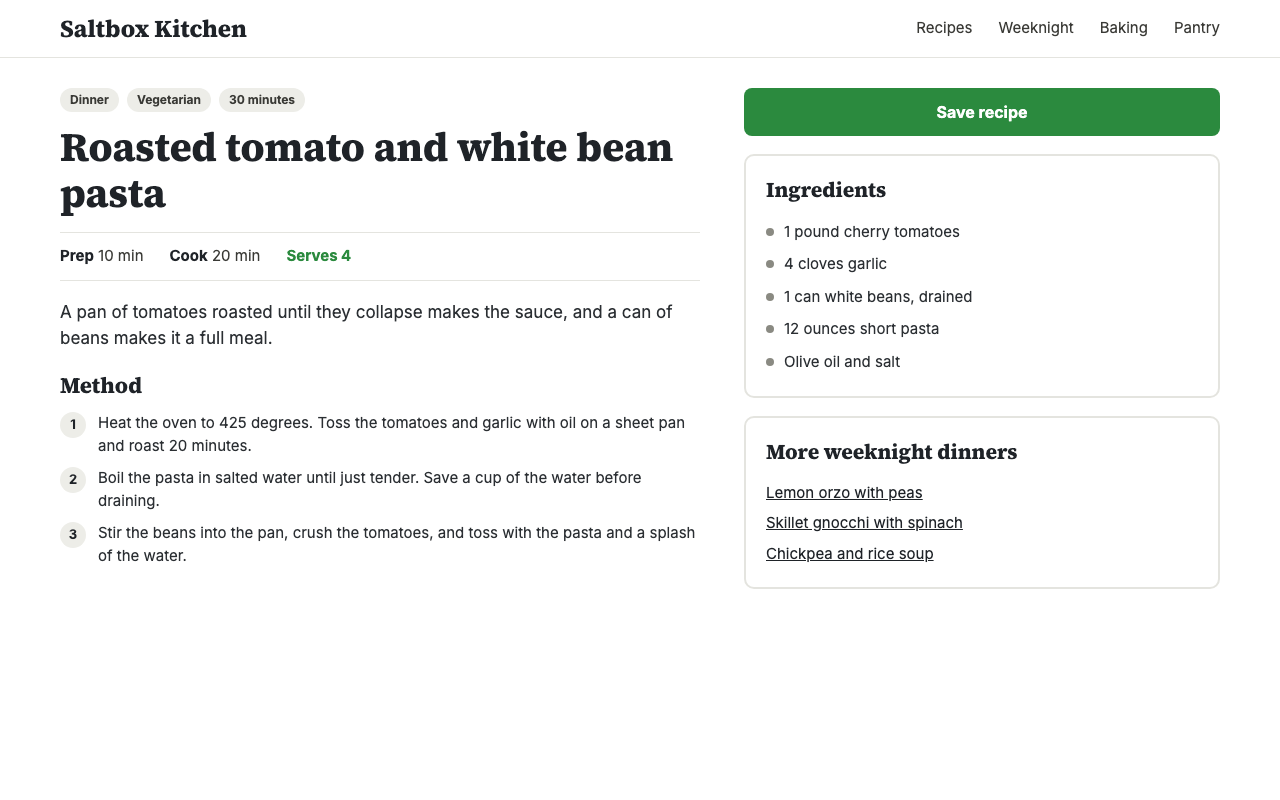 Saltbox Kitchen
Recipes Weeknight Baking Pantry
Dinner Vegetarian 30 minutes
Roasted tomato and white bean
pasta
Prep 10 min Cook 20 min Serves 4
A pan of tomatoes roasted until they collapse makes the sauce, and a can of
beans makes it a full meal.
Method
1 Heat the oven to 425 degrees. Toss the tomatoes and garlic with oil on a sheet pan
and roast 20 minutes.
2 Boil the pasta in salted water until just tender. Save a cup of the water before
draining.
3 Stir the beans into the pan, crush the tomatoes, and toss with the pasta and a splash
of the water.
Save recipe
Ingredients
1 pound cherry tomatoes
4 cloves garlic
1 can white beans, drained
12 ounces short pasta
Olive oil and salt
More weeknight dinners
Lemon orzo with peas
Skillet gnocchi with spinach
Chickpea and rice soup